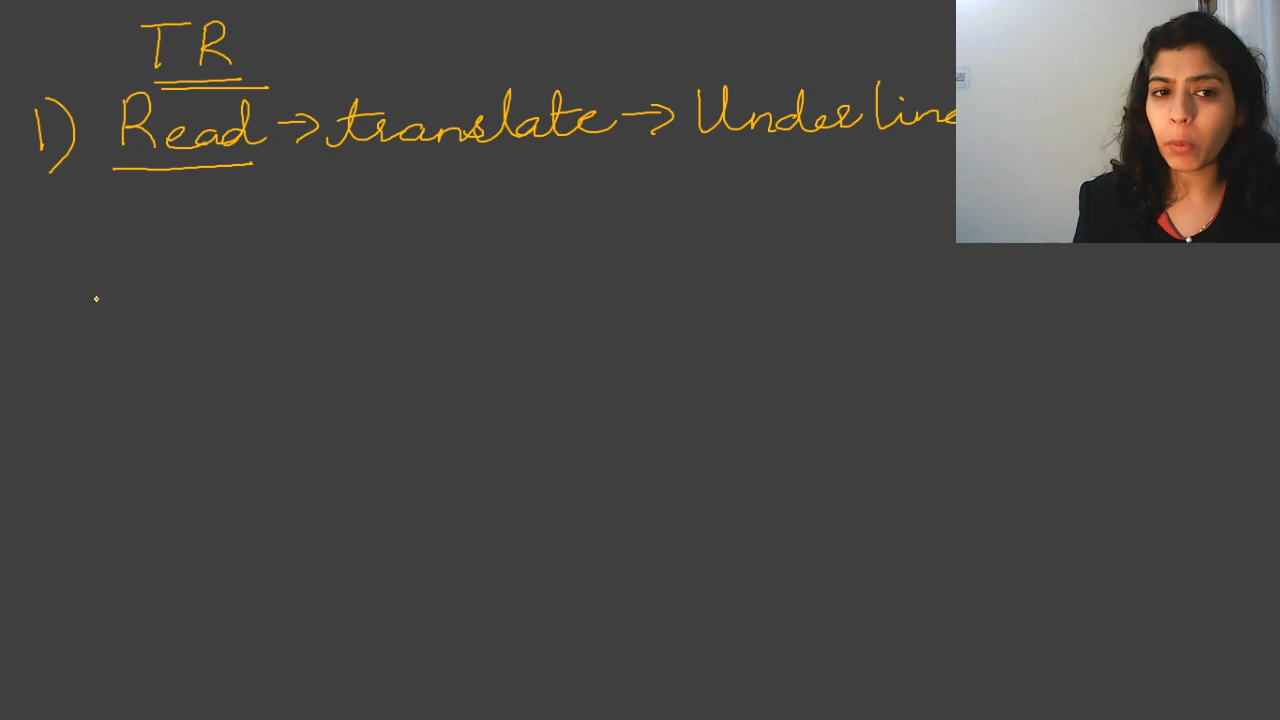 TR
1) Read → translate → Underline